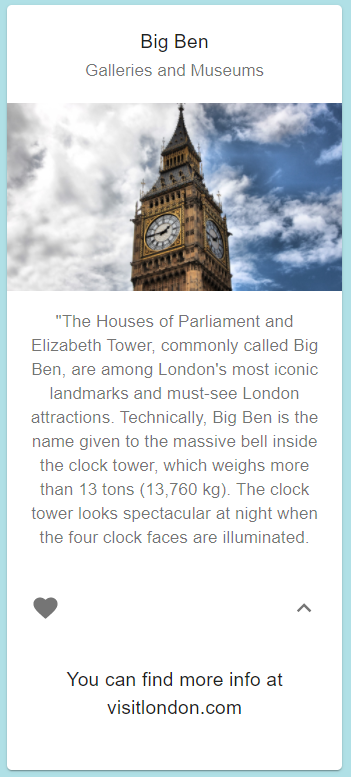 Big Ben
Galleries and Museums
"The Houses of Parliament and
Elizabeth Tower, commonly called Big
Ben, are among London's most iconic
landmarks and must-see London
attractions. Technically, Big Ben is the
name given to the massive bell inside
the clock tower, which weighs more
than 13 tons (13,760 kg). The clock
tower looks spectacular at night when
the four clock faces are illuminated.
You can find more info at
visitlondon.com